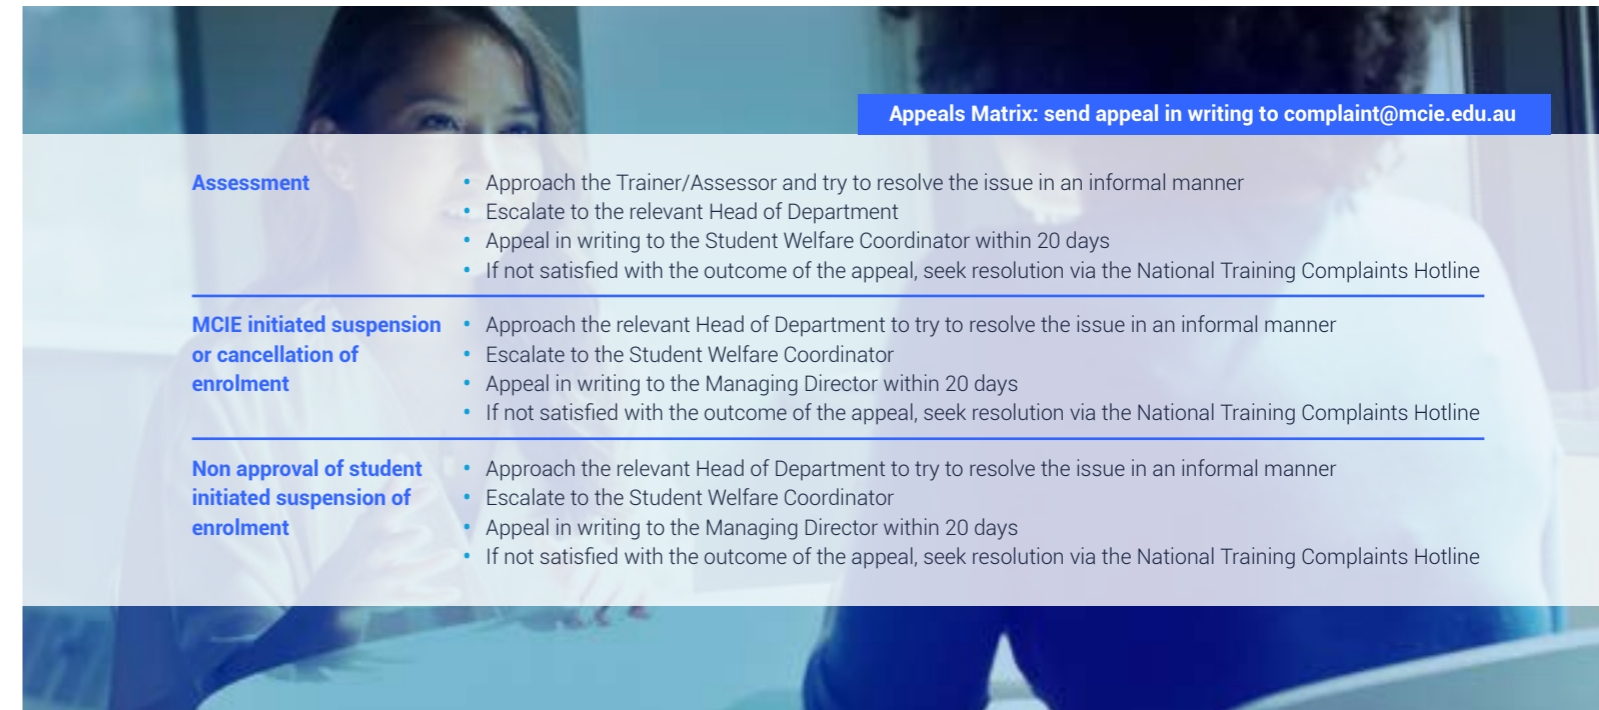 Appeals Matrix: send appeal in writing to complaint@mcie.edu.au
Assessment
• Approach the Trainer/Assessor and try to resolve the issue in an informal manner
• Escalate to the relevant Head of Department
• Appeal in writing to the Student Welfare Coordinator within 20 days
• If not satisfied with the outcome of the appeal, seek resolution via the National Training Complaints Hotline
MCIE initiated suspension
or cancellation of
enrolment
• Approach the relevant Head of Department to try to resolve the issue in an informal manner
• Escalate to the Student Welfare Coordinator
• Appeal in writing to the Managing Director within 20 days
• If not satisfied with the outcome of the appeal, seek resolution via the National Training Complaints Hotline
Non approval of student
initiated suspension of
enrolment
• Approach the relevant Head of Department to try to resolve the issue in an informal manner
• Escalate to the Student Welfare Coordinator
• Appeal in writing to the Managing Director within 20 days
• If not satisfied with the outcome of the appeal, seek resolution via the National Training Complaints Hotline